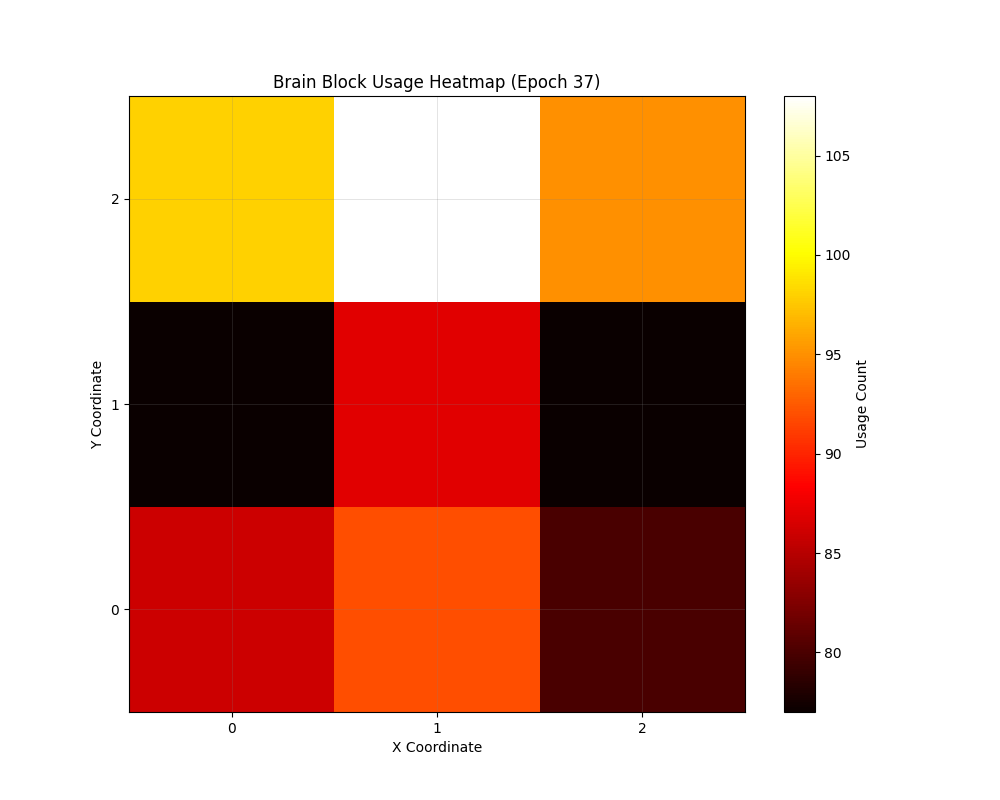 Brain Block Usage Heatmap (Epoch 37)
2
1
0
Y Coordinate
0 1 2
X Coordinate
105
100
95
90
85
80
Usage Count